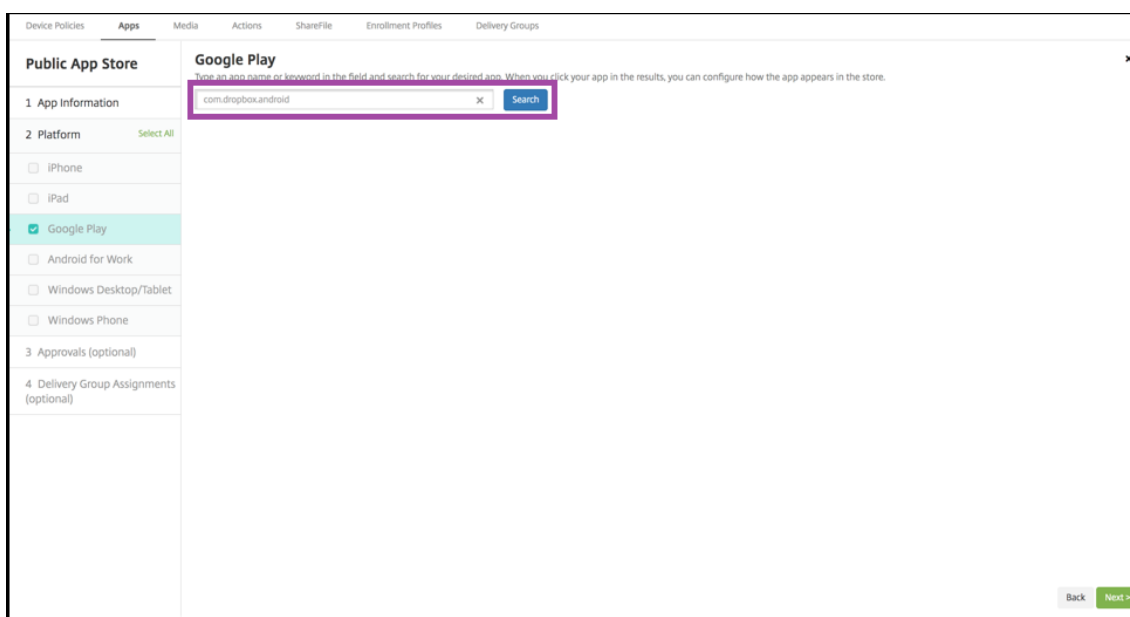 Device Policies Apps Media Actions ShareFile Enrollment Profiles Delivery Groups
Public App Store
1 App Information
2 Platform Select All
iPhone
iPad
Google Play
Android for Work
Windows Desktop/Tablet
Windows Phone
3 Approvals (optional)
4 Delivery Group Assignments
(optional)
Google Play
Type an app name or keyword in the field and search for your desired app. When you click your app in the results, you can configure how the app appears in the store.
com.dropbox.android Search
Back Next >